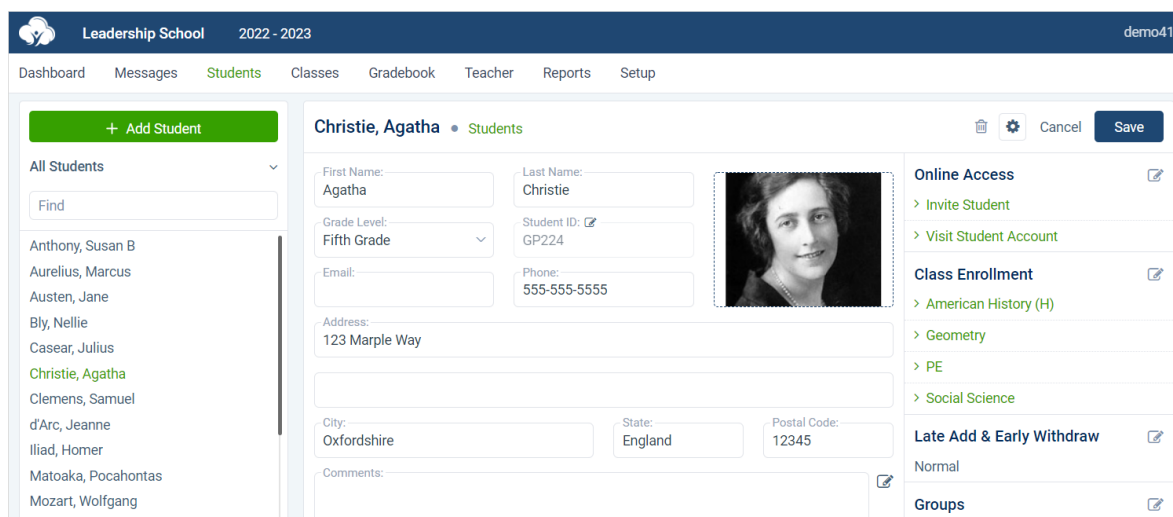 Leadership School 2022 - 2023 demo41
Dashboard Messages Students Classes Gradebook Teacher Reports Setup
+ Add Student
All Students
Find
Anthony, Susan B
Aurelius, Marcus
Austen, Jane
Bly, Nellie
Casear, Julius
Christie, Agatha
Clemens, Samuel
d'Arc, Jeanne
Iliad, Homer
Matoaka, Pocahontas
Mozart, Wolfgang
Christie, Agatha • Students
Cancel Save
First Name: Last Name:
Agatha Christie
Grade Level: Student ID:
Fifth Grade GP224
Email: Phone:
555-555-5555
Address:
123 Marple Way
City: State: Postal Code:
Oxfordshire England 12345
Comments:
Online Access
> Invite Student
> Visit Student Account
Class Enrollment
> American History (H)
> Geometry
> PE
> Social Science
Late Add & Early Withdraw
Normal
Groups